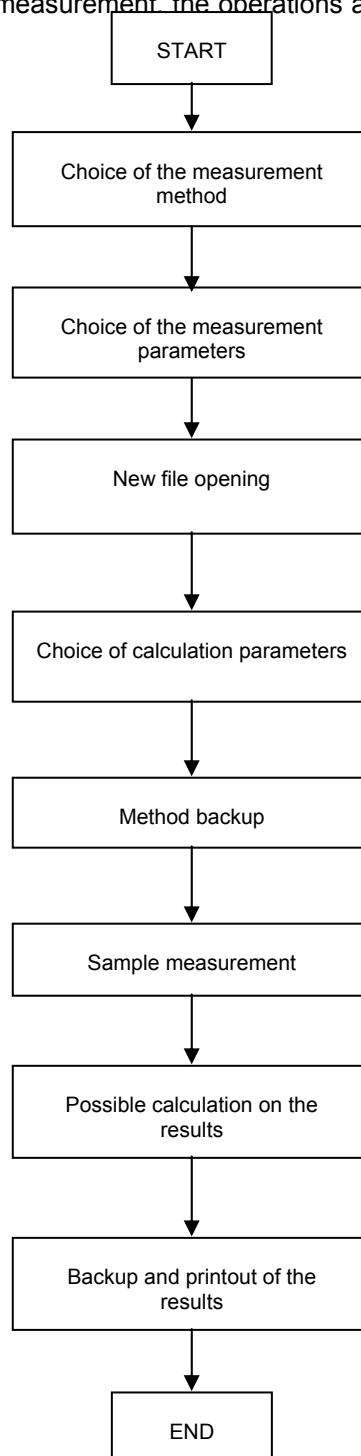 measurement, the operations a
START
Choice of the measurement
method
Choice of the measurement
parameters
New file opening
Choice of calculation parameters
Method backup
Sample measurement
Possible calculation on the
results
Backup and printout of the
results
END